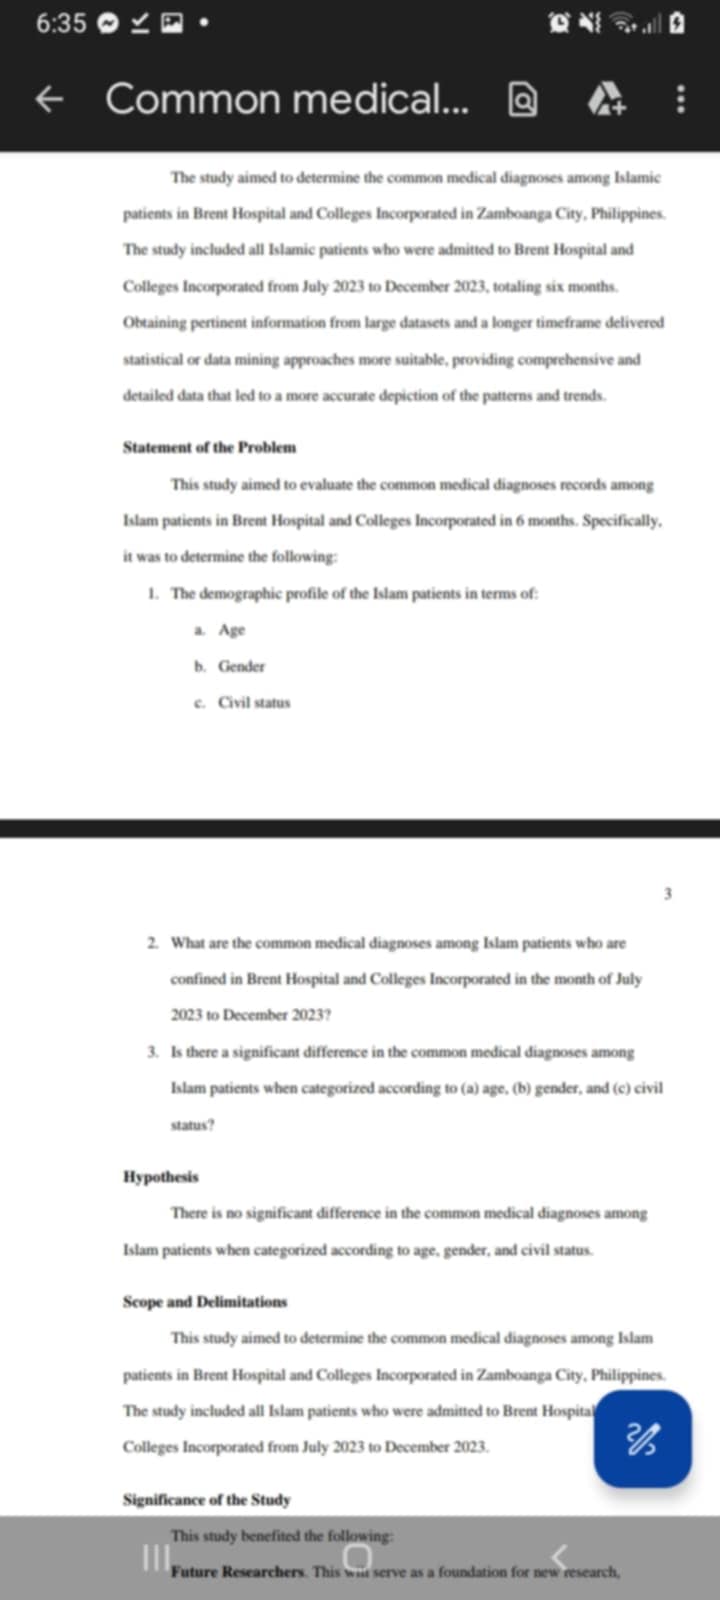 6:35
Common medical...
The study aimed to determine the common medical diagnoses among Islamic
patients in Brent Hospital and Colleges Incorporated in Zamboanga City, Philippines.
The study included all Islamic patients who were admitted to Brent Hospital and
Colleges Incorporated from July 2023 to December 2023, totaling six months.
Obtaining pertinent information from large datasets and a longer timeframe delivered
statistical or data mining approaches more suitable, providing comprehensive and
detailed data that led to a more accurate depiction of the patterns and trends.
Statement of the Problem
This study aimed to evaluate the common medical diagnoses records among
Islam patients in Brent Hospital and Colleges Incorporated in 6 months. Specifically,
it was to determine the following:
1. The demographic profile of the Islam patients in terms of:
a. Age
b. Gender
c. Civil status
3
2. What are the common medical diagnoses among Islam patients who are
confined in Brent Hospital and Colleges Incorporated in the month of July
2023 to December 2023?
3. Is there a significant difference in the common medical diagnoses among
Islam patients when categorized according to (a) age, (b) gender, and (c) civil
status?
Hypothesis
There is no significant difference in the common medical diagnoses among
Islam patients when categorized according to age, gender, and civil status.
Scope and Delimitations
This study aimed to determine the common medical diagnoses among Islam
patients in Brent Hospital and Colleges Incorporated in Zamboanga City, Philippines.
The study included all Islam patients who were admitted to Brent Hospital
Colleges Incorporated from July 2023 to December 2023.
Significance of the Study
This study benefited the following:
Future Researchers. This will serve as a foundation for new research,